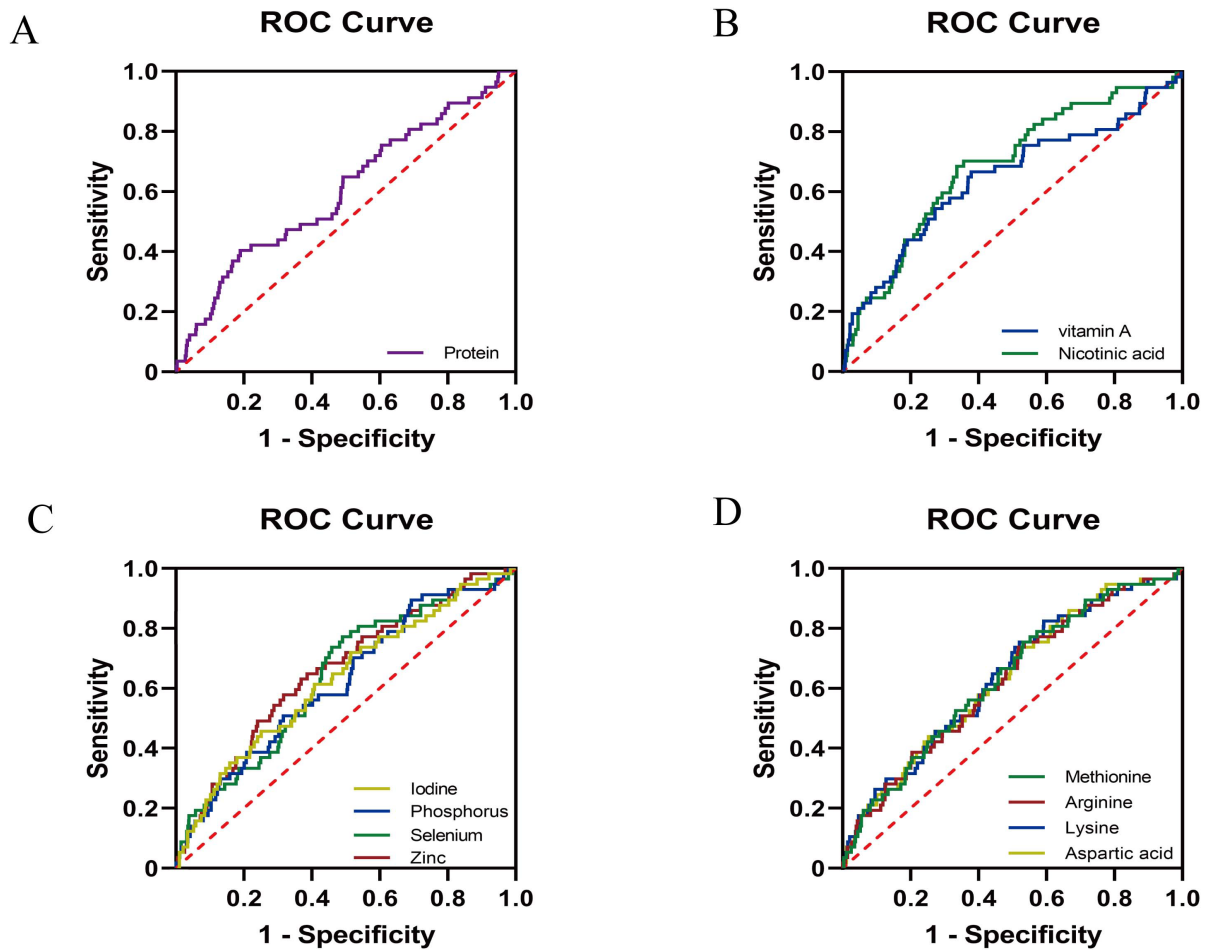 A
ROC Curve
Sensitivity
1.0
0.8
0.6
0.4
0.2
0
Protein
0.2 0.4 0.6 0.8 1.0
1 - Specificity
B
ROC Curve
Sensitivity
1.0
0.8
0.6
0.4
0.2
0
vitamin A
Nicotinic acid
0.2 0.4 0.6 0.8 1.0
1 - Specificity
C
ROC Curve
Sensitivity
1.0
0.8
0.6
0.4
0.2
0
Iodine
Phosphorus
Selenium
Zinc
0.2 0.4 0.6 0.8 1.0
1 - Specificity
D
ROC Curve
Sensitivity
1.0
0.8
0.6
0.4
0.2
0
Methionine
Arginine
Lysine
Aspartic acid
0.2 0.4 0.6 0.8 1.0
1 - Specificity